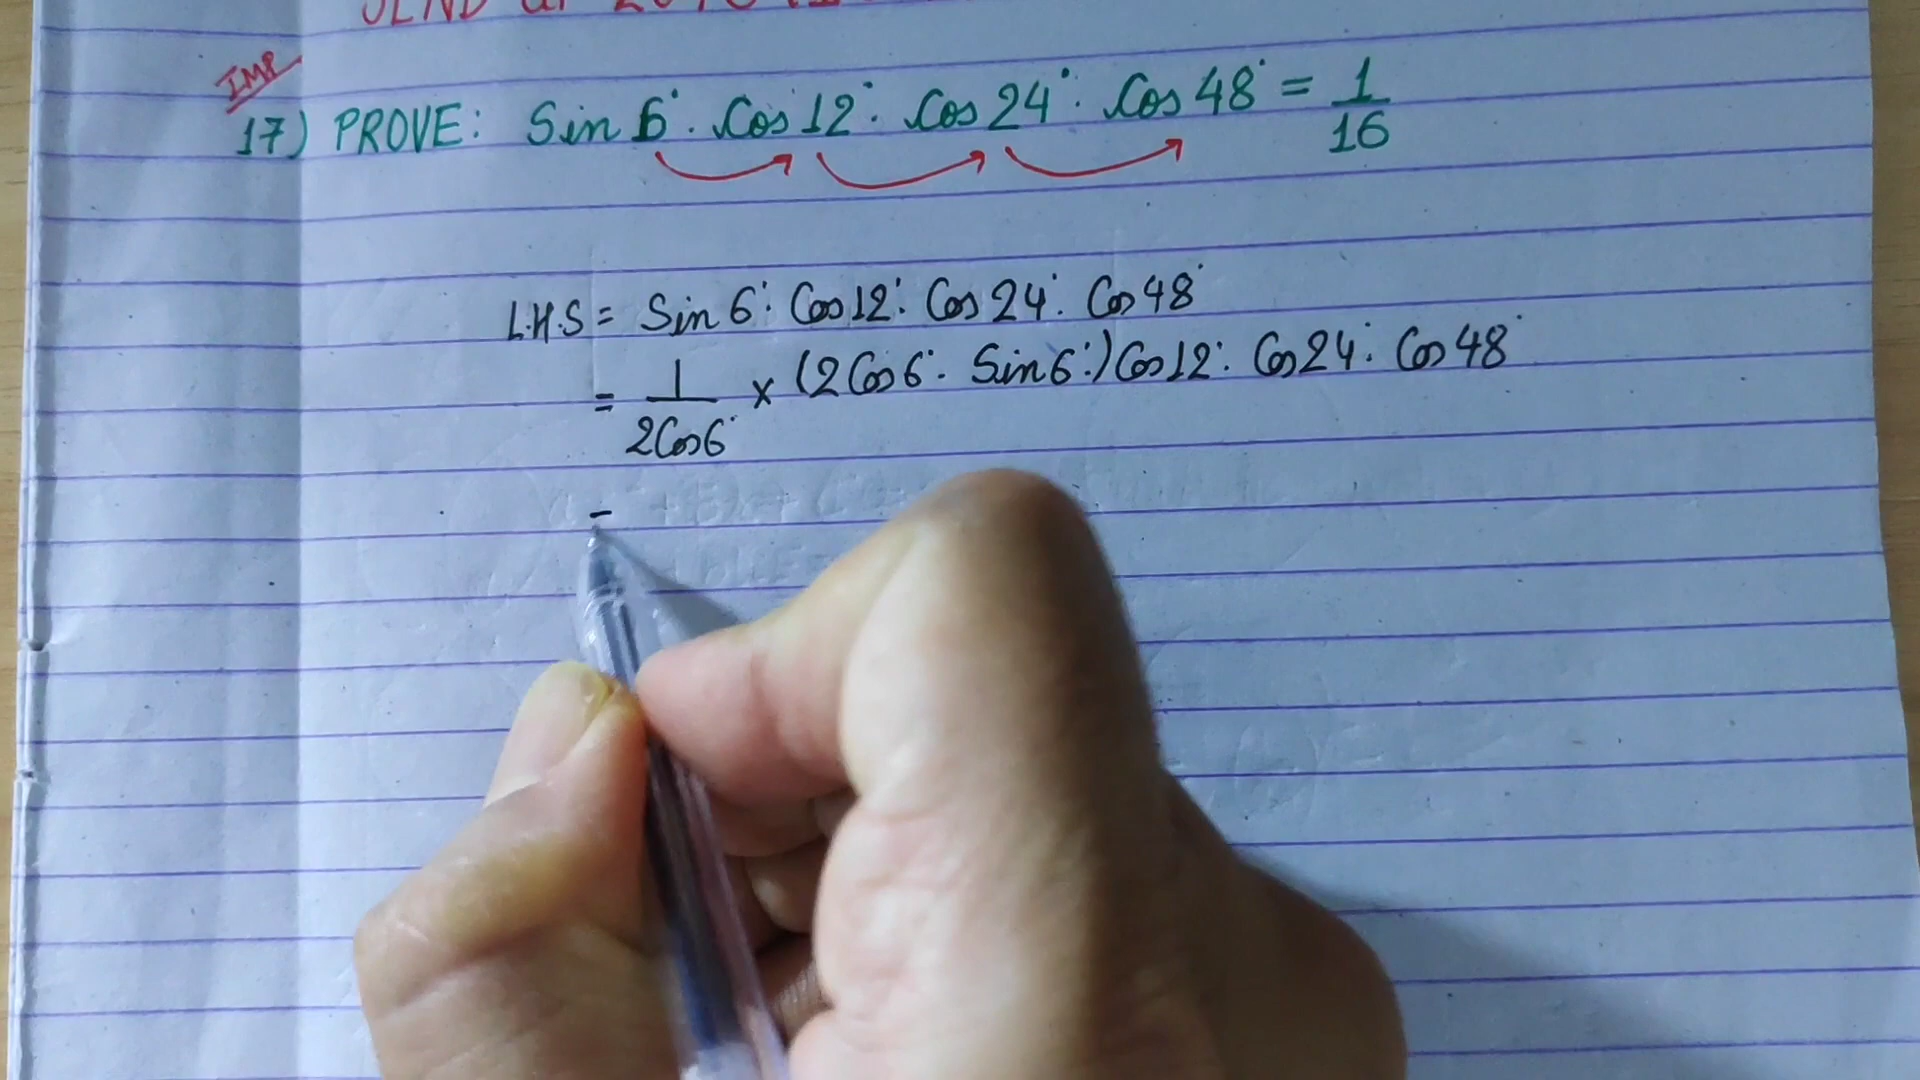 IMP
17) PROVE: Sin 6°. Cos 12°. Cos 24°. Cos 48° = 1/16
L.H.S = Sin 6°. Cos 12°. Cos 24°. Cos 48°
= 1/2Cos6° × (2Cos6°. Sin6°.) Cos12°. Cos24°. Cos48°
=